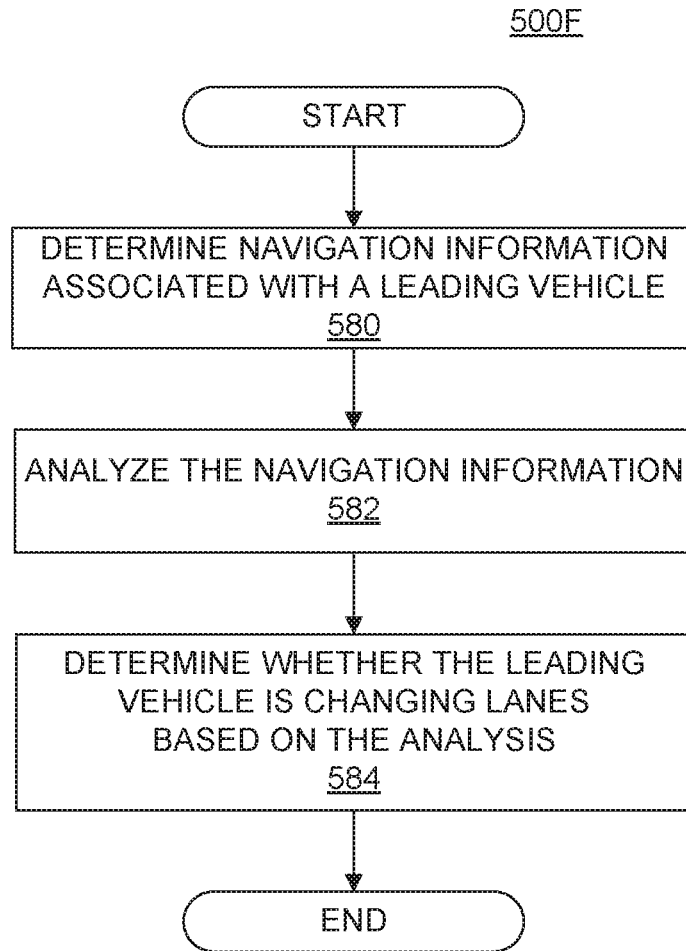 500F
START
DETERMINE NAVIGATION INFORMATION
ASSOCIATED WITH A LEADING VEHICLE
580
ANALYZE THE NAVIGATION INFORMATION
582
DETERMINE WHETHER THE LEADING
VEHICLE IS CHANGING LANES
BASED ON THE ANALYSIS
584
END